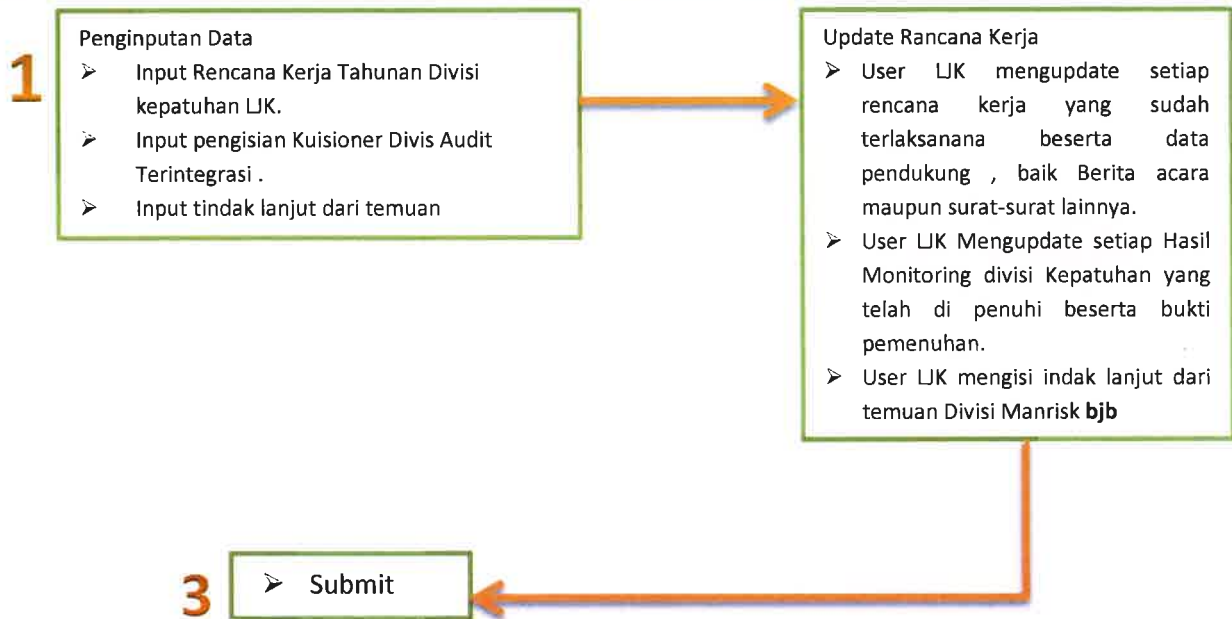 1
Penginputan Data
➢ Input Rencana Kerja Tahunan Divisi
kepatuhan LJK.
➢ Input pengisian Kuisioner Divis Audit
Terintegrasi .
➢ Input tindak lanjut dari temuan
Update Rancana Kerja
➢ User LJK mengupdate setiap
rencana kerja yang sudah
terlaksanana beserta data
pendukung , baik Berita acara
maupun surat-surat lainnya.
➢ User LJK Mengupdate setiap Hasil
Monitoring divisi Kepatuhan yang
telah di penuhi beserta bukti
pemenuhan.
➢ User LJK mengisi indak lanjut dari
temuan Divisi Manrisk bjb
3
➢ Submit